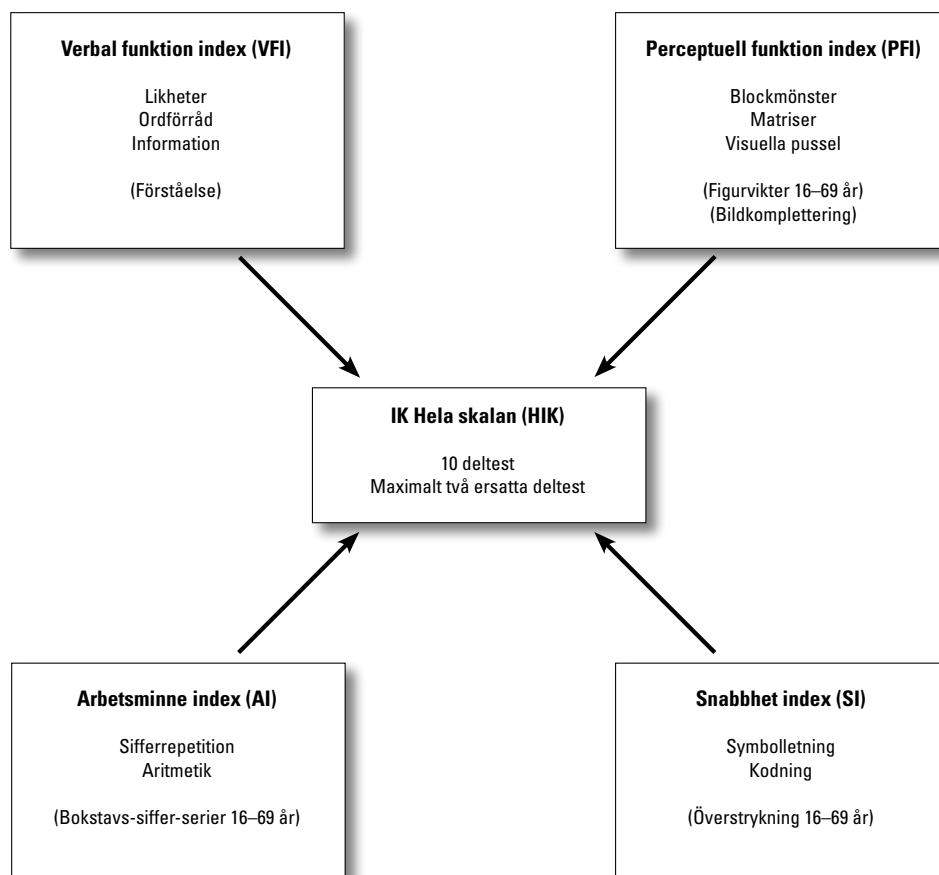 Verbal funktion index (VFI)
Likheter
Ordförråd
Information
(Förståelse)
Perceptuell funktion index (PFI)
Blockmönster
Matriser
Visuella pussel
(Figurvikter 16–69 år)
(Bildkomplettering)
IK Hela skalan (HIK)
10 deltest
Maximalt två ersatta deltest
Arbetsminne index (AI)
Sifferrepetition
Aritmetik
(Bokstavs-siffer-serier 16–69 år)
Snabbhet index (SI)
Symbolletning
Kodning
(Överstrykning 16–69 år)